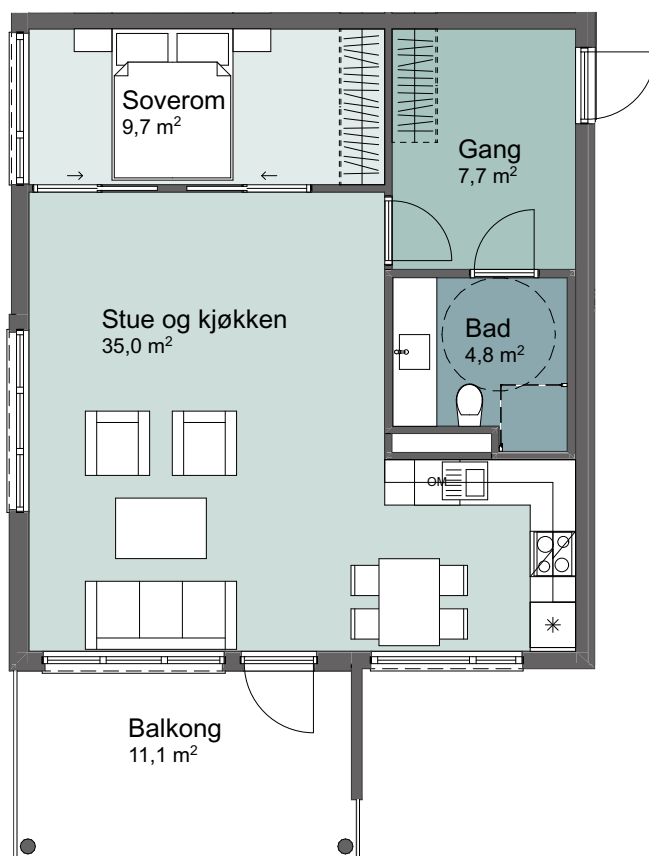 Soverom
9,7 m²
Gang
7,7 m²
Stue og kjøkken
35,0 m²
Bad
4,8 m²
OM
Balkong
11,1 m²